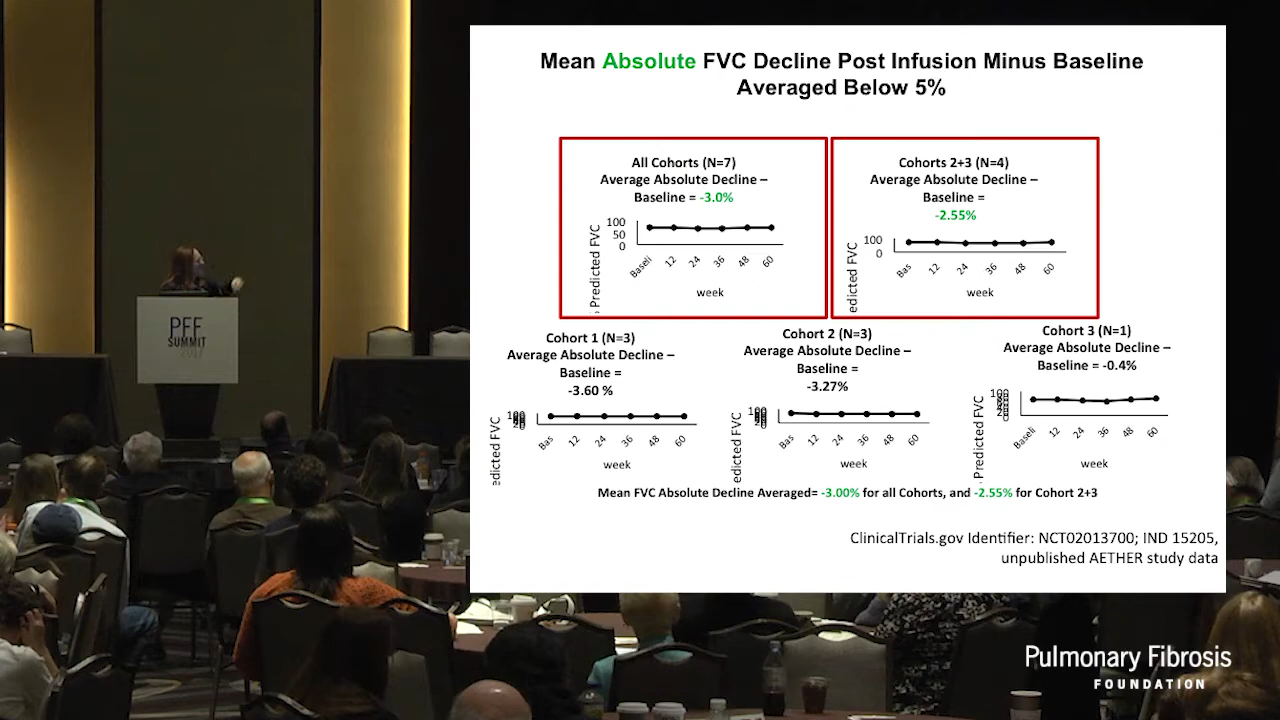 Mean Absolute FVC Decline Post Infusion Minus Baseline
Averaged Below 5%
All Cohorts (N=7)
Average Absolute Decline –
Baseline = -3.0%
100
50
0
Predicted FVC
Baseli
12
24
36
48
60
week
Cohorts 2+3 (N=4)
Average Absolute Decline –
Baseline =
-2.55%
100
0
edicted FVC
Bas
12
24
36
48
60
week
Cohort 1 (N=3)
Average Absolute Decline –
Baseline =
-3.60 %
100
edicted FVC
Bas
12
24
36
48
60
week
Cohort 2 (N=3)
Average Absolute Decline –
Baseline =
-3.27%
100
edicted FVC
Bas
12
24
36
48
60
week
Cohort 3 (N=1)
Average Absolute Decline –
Baseline = -0.4%
100
0
Predicted FVC
Baseli
12
24
36
48
60
week
Mean FVC Absolute Decline Averaged= -3.00% for all Cohorts, and -2.55% for Cohort 2+3
ClinicalTrials.gov Identifier: NCT02013700; IND 15205,
unpublished AETHER study data
PFF
SUMMIT
2017
Pulmonary Fibrosis
FOUNDATION